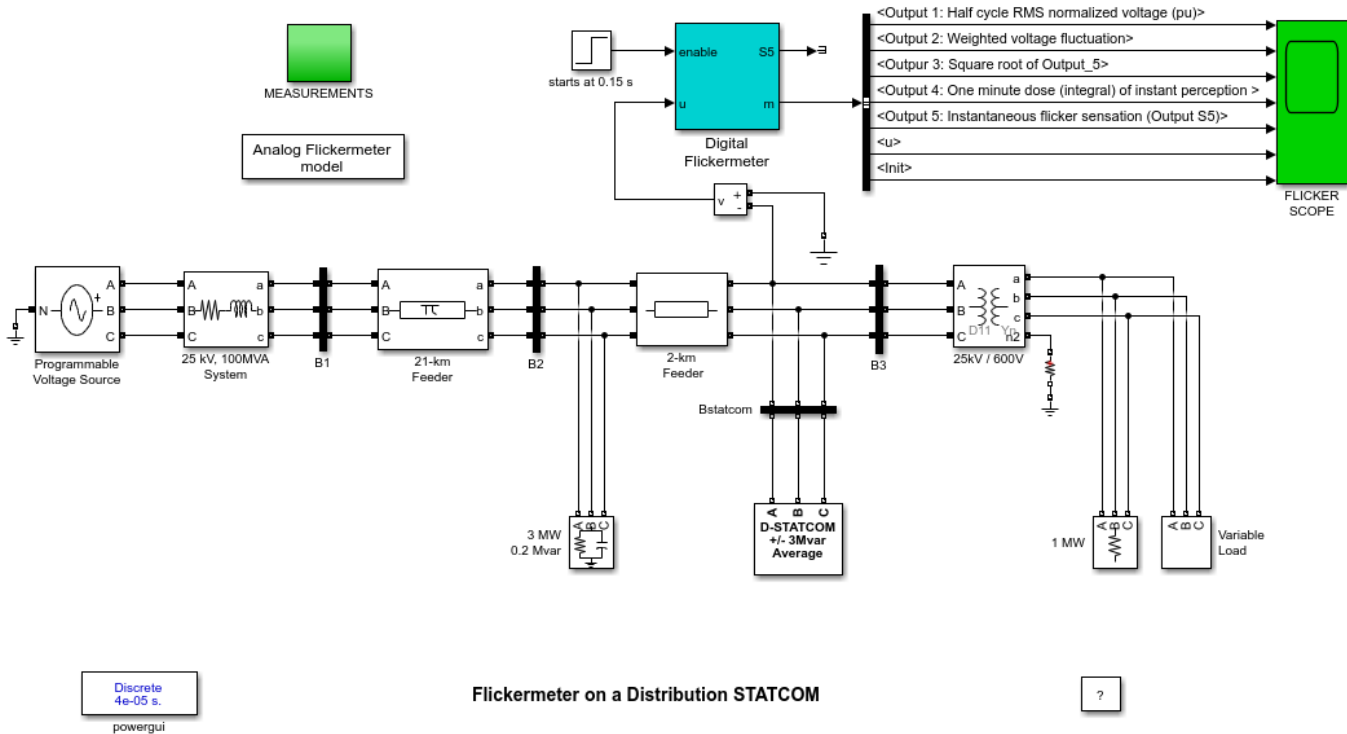 <Output 1: Half cycle RMS normalized voltage (pu)>
<Output 2: Weighted voltage fluctuation>
<Outpur 3: Square root of Output_5>
<Output 4: One minute dose (integral) of instant perception >
<Output 5: Instantaneous flicker sensation (Output S5)>
<u>
<Init>
FLICKER
SCOPE
enable
S5
u
m
Digital
Flickermeter
starts at 0.15 s
MEASUREMENTS
Analog Flickermeter
model
v
+
-
N
+
A
B
C
Programmable
Voltage Source
A
B
C
a
b
c
25 kV, 100MVA
System
B1
A
B
C
a
b
c
21-km
Feeder
B2
2-km
Feeder
B3
A
B
C
a
b
c
n2
D11
Yn
25kV / 600V
Bstatcom
A
B
C
3 MW
0.2 Mvar
A
B
C
D-STATCOM
+/- 3Mvar
Average
A
B
C
1 MW
A
B
C
Variable
Load
Discrete
4e-05 s.
powergui
Flickermeter on a Distribution STATCOM
?